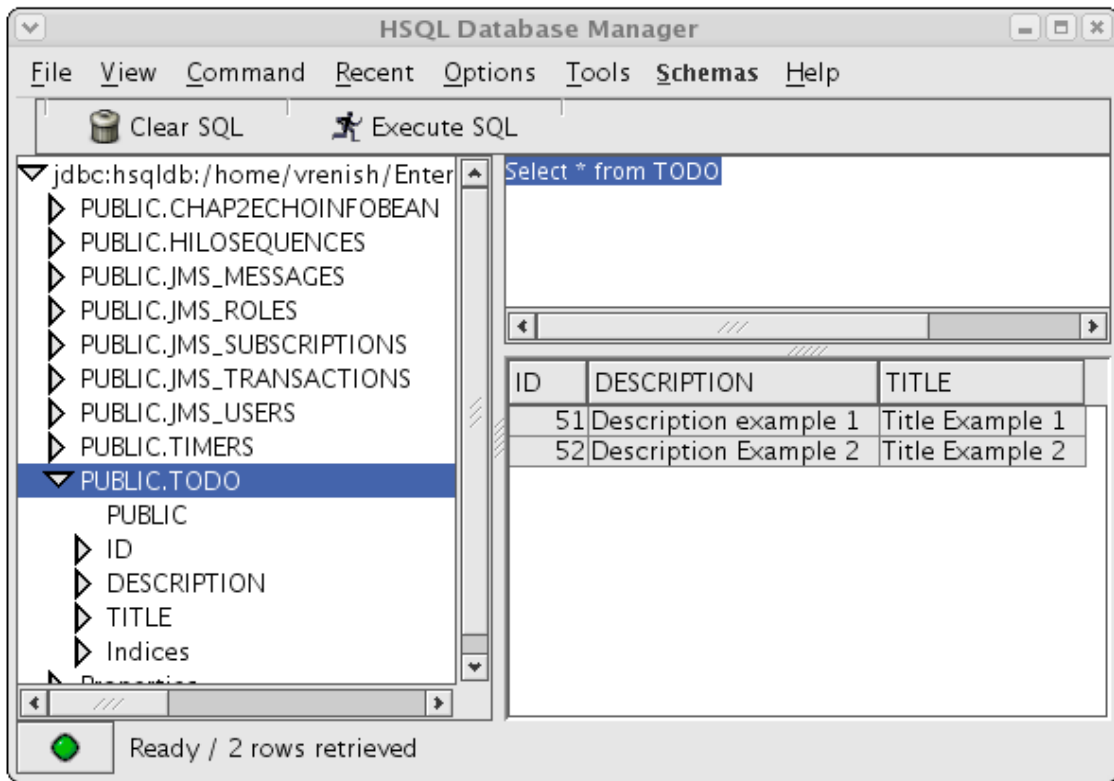 HSQL Database Manager
File View Command Recent Options Tools Schemas Help
Clear SQL Execute SQL
jdbc:hsqldb:/home/vrenish/Enter
PUBLIC.CHAP2ECHOINFOBEAN
PUBLIC.HILOSEQUENCES
PUBLIC.JMS_MESSAGES
PUBLIC.JMS_ROLES
PUBLIC.JMS_SUBSCRIPTIONS
PUBLIC.JMS_TRANSACTIONS
PUBLIC.JMS_USERS
PUBLIC.TIMERS
PUBLIC.TODO
PUBLIC
ID
DESCRIPTION
TITLE
Indices
Properties
Select * from TODO
ID DESCRIPTION TITLE
51 Description example 1 Title Example 1
52 Description Example 2 Title Example 2
Ready / 2 rows retrieved